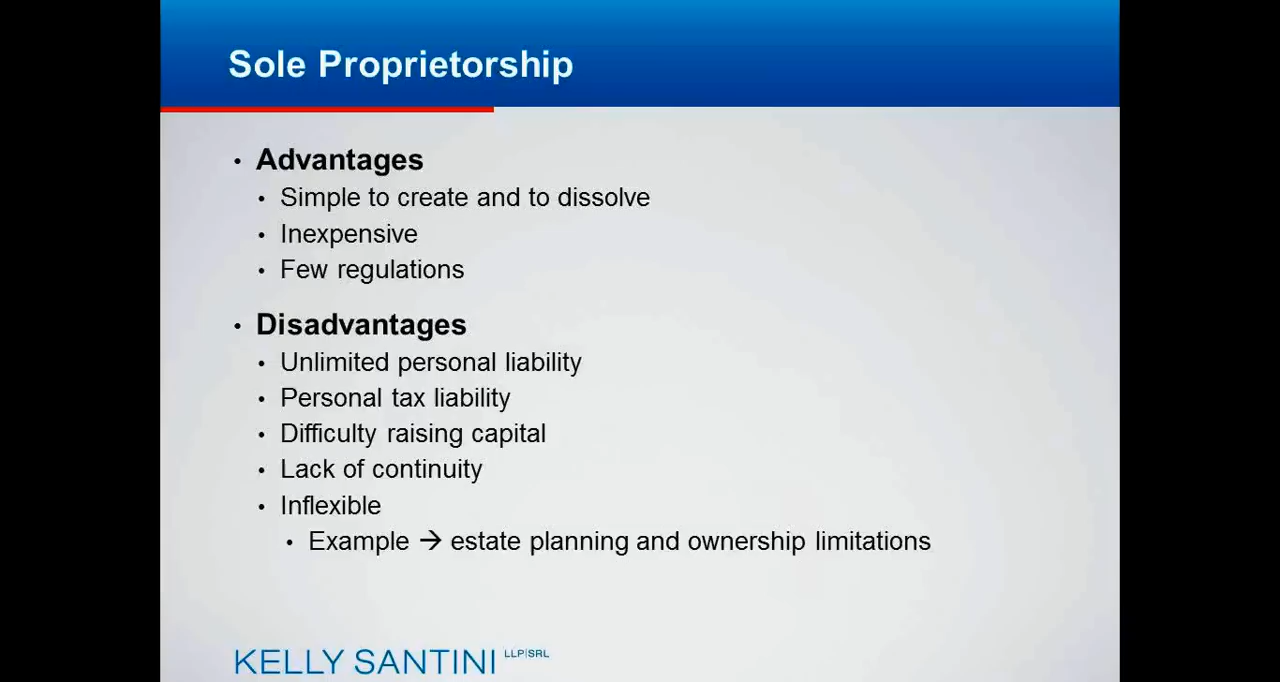 Sole Proprietorship
• Advantages
• Simple to create and to dissolve
• Inexpensive
• Few regulations
• Disadvantages
• Unlimited personal liability
• Personal tax liability
• Difficulty raising capital
• Lack of continuity
• Inflexible
• Example → estate planning and ownership limitations
KELLY SANTINI LLP|SRL